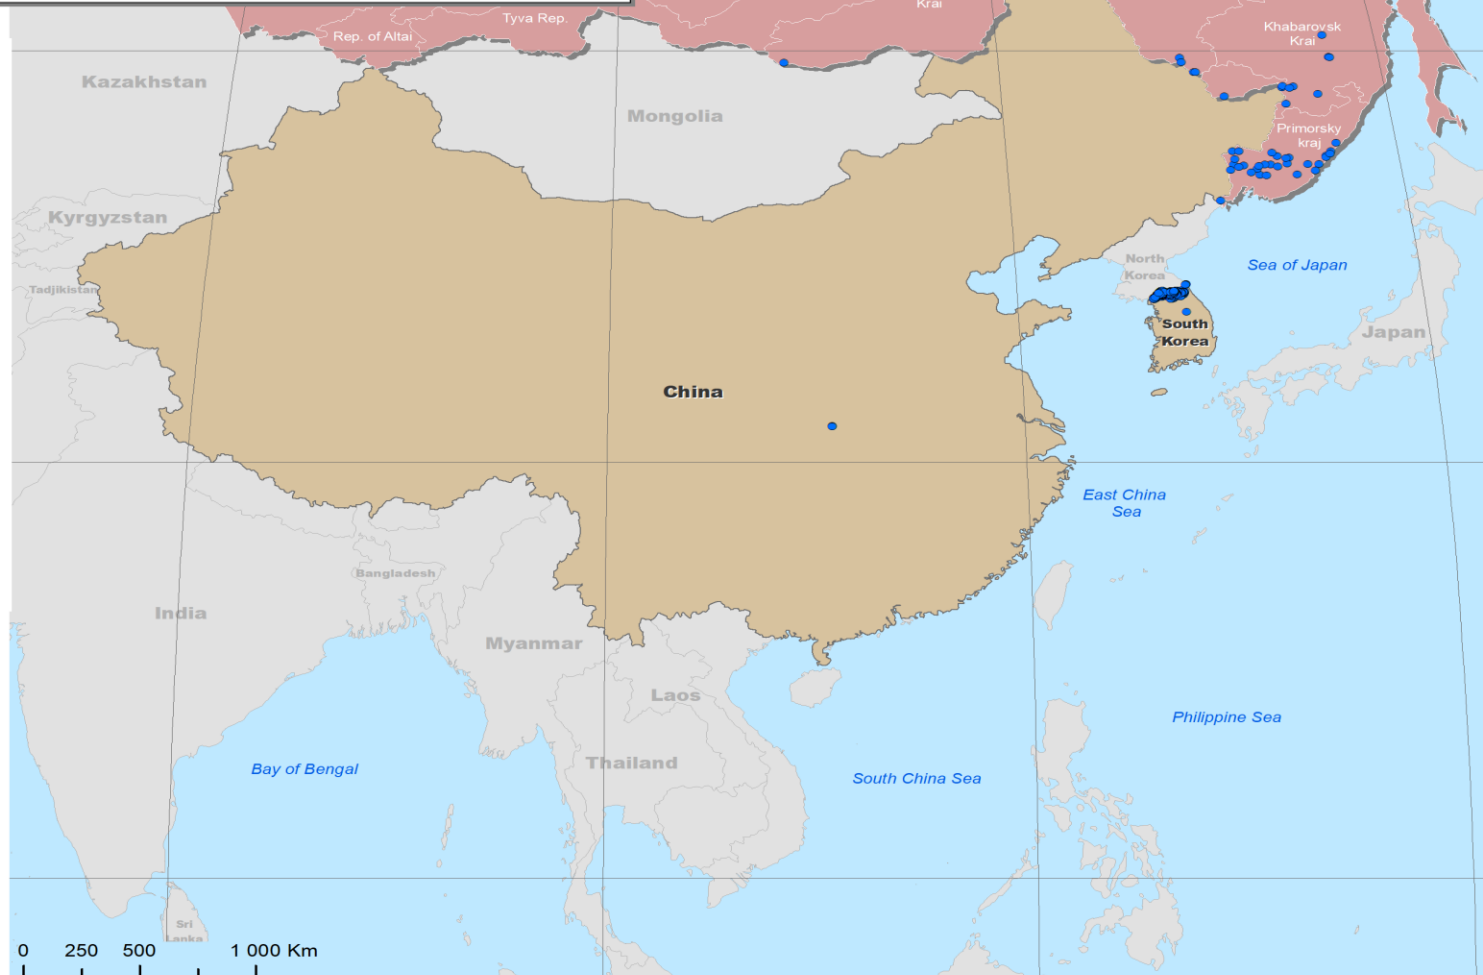 Krai
Tyva Rep.
Rep. of Altai
Khabarovsk
Krai
Kazakhstan
Mongolia
Primorsky
kraj
Kyrgyzstan
North
Korea
Sea of Japan
Tadjikistan
South
Korea
Japan
China
East China
Sea
Bangladesh
India
Myanmar
Laos
Philippine Sea
Thailand
Bay of Bengal
South China Sea
Sri
Lanka
0 250 500 1 000 Km